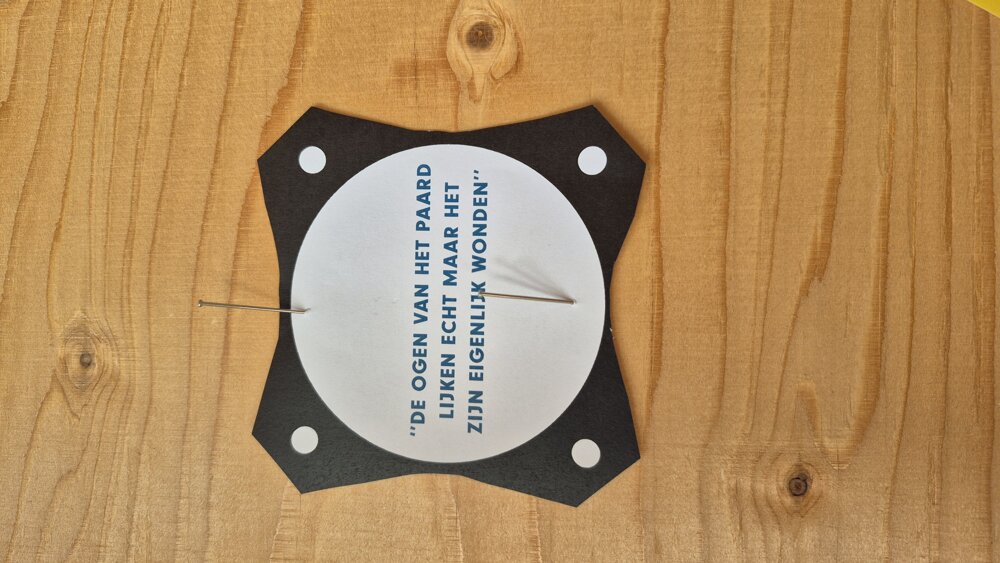 "DE OGEN VAN HET PAARD
LIJKEN ECHT MAAR HET
ZIJN EIGENLIJK WONDEN"